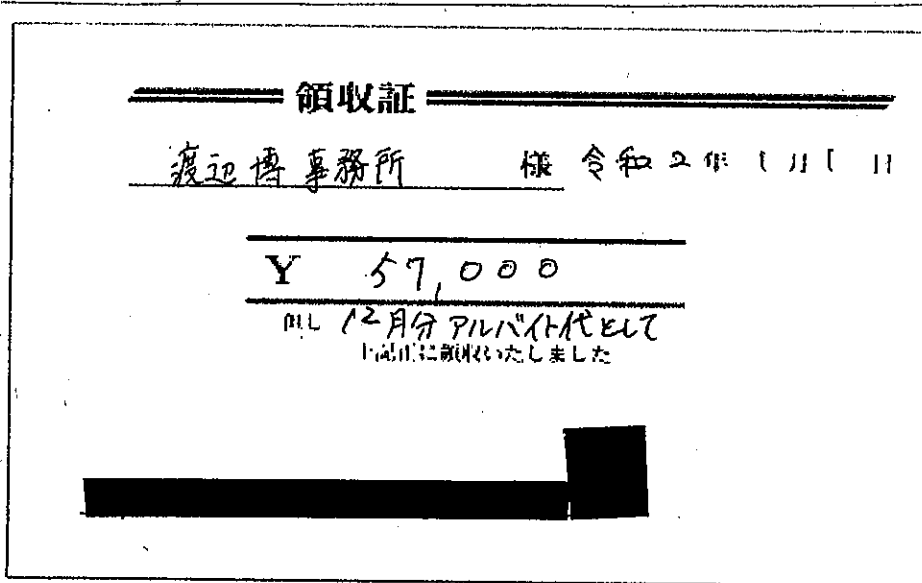 領収証
渡辺博事務所 様 令和2年1月1日
Y 57,000
但し 12月分アルバイト代として
上記正に領収いたしました